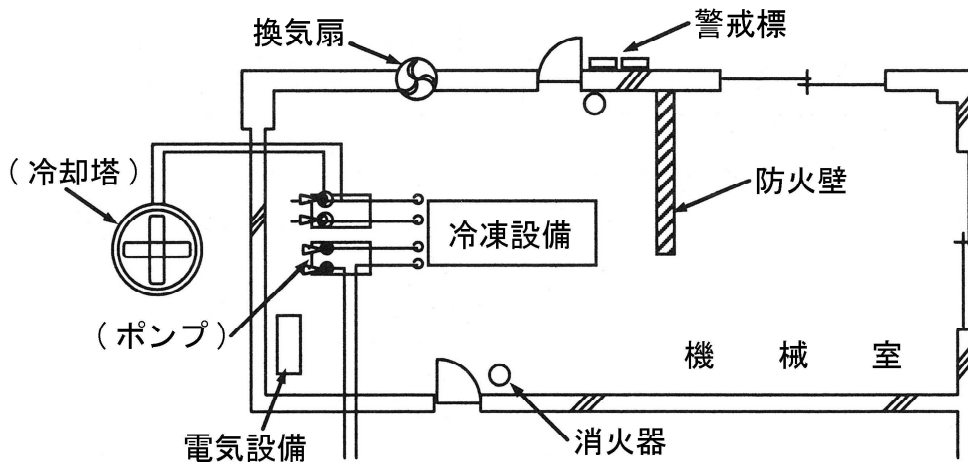 換気扇
警戒標
(冷却塔)
防火壁
冷凍設備
(ポンプ)
機械室
電気設備
消火器